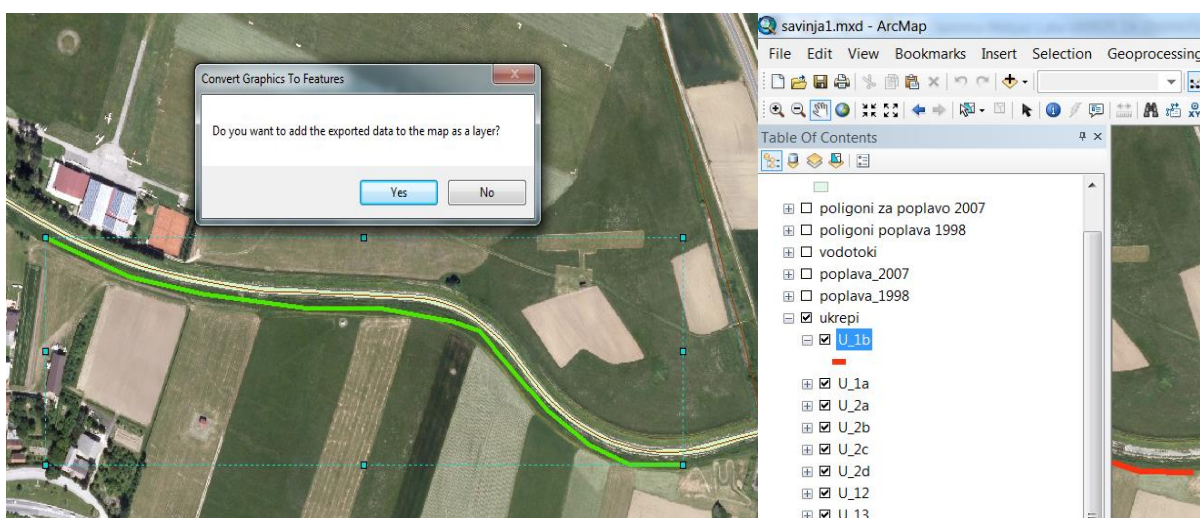 Convert Graphics To Features
Do you want to add the exported data to the map as a layer?
Yes
No
savinja1.mxd - ArcMap
File Edit View Bookmarks Insert Selection Geoprocessing
Table Of Contents
poligoni za poplavo 2007
poligoni poplava 1998
vodotoki
poplava_2007
poplava_1998
ukrepi
U_1b
U_1a
U_2a
U_2b
U_2c
U_2d
U_12
U_13